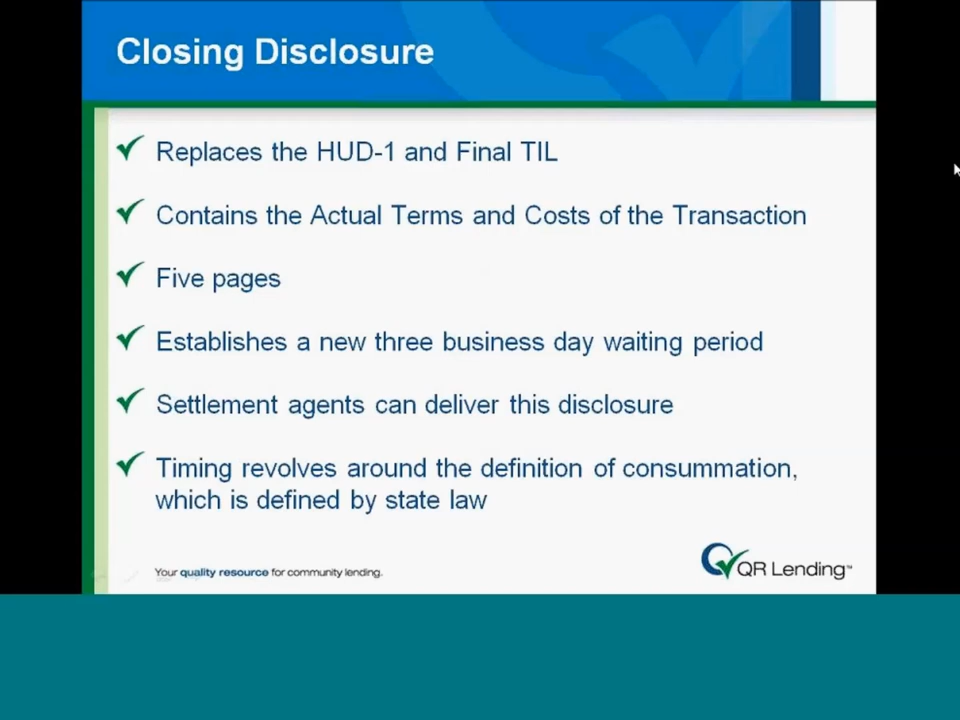 Closing Disclosure
Replaces the HUD-1 and Final TIL
Contains the Actual Terms and Costs of the Transaction
Five pages
Establishes a new three business day waiting period
Settlement agents can deliver this disclosure
Timing revolves around the definition of consummation,
which is defined by state law
Your quality resource for community lending.
QR Lending™